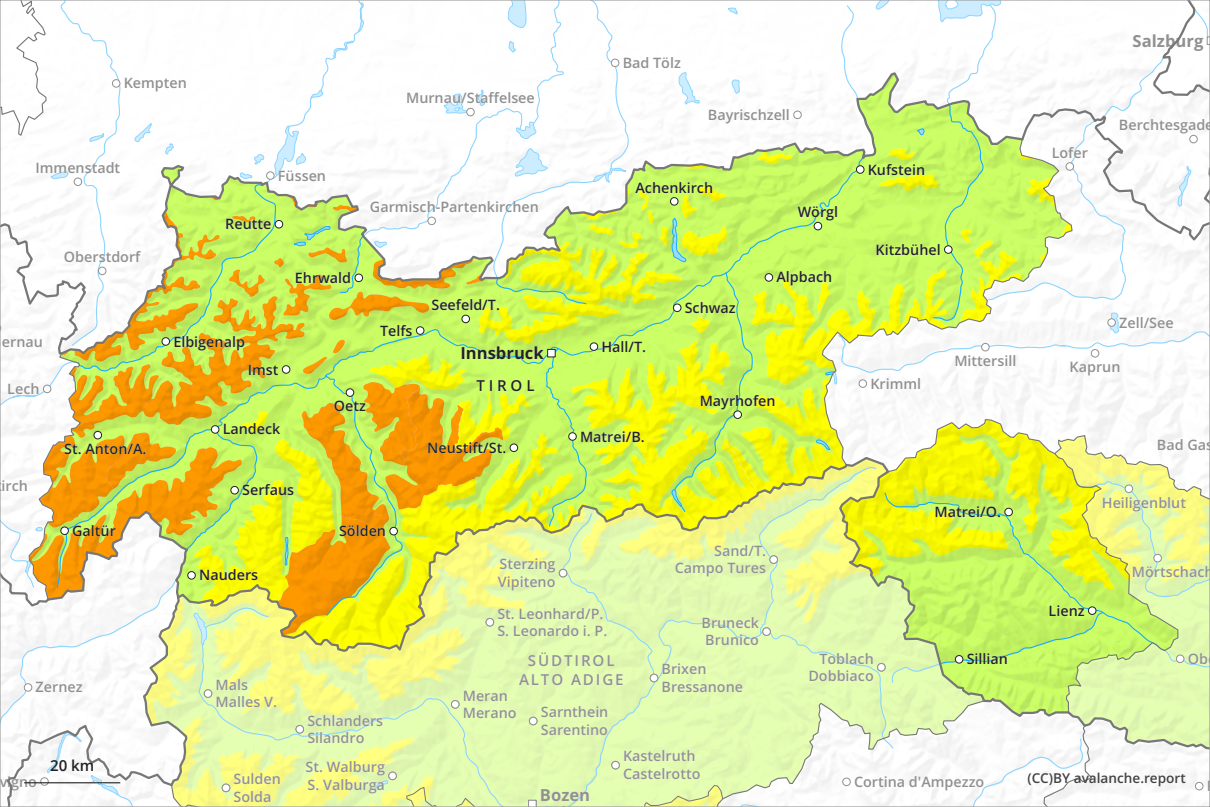 Salzburg
Bad Tölz
Kempten
Murnau/Staffelsee
Bayrischzell
Berchtesgade
Lofer
Immenstadt
Füssen
Kufstein
Achenkirch
Garmisch-Partenkirchen
Wörgl
Reutte
Kitzbühel
Oberstdorf
Ehrwald
Alpbach
Seefeld/T.
Schwaz
Zell/See
Telfs
ernau
Elbigenalp
Innsbruck
Hall/T.
Mittersill
Kaprun
Imst
TIROL
Krimml
Lech
Mayrhofen
Oetz
Landeck
Matrei/B.
St. Anton/A.
Neustift/St.
Bad Gas
irch
Serfaus
Heiligenblut
Matrei/O.
Galtür
Sölden
Sand/T.
Campo Tures
Sterzing
Vipiteno
Nauders
Mörtschach
Lienz
St. Leonhard/P.
S. Leonardo i. P.
Bruneck
Brunico
Sillian
SÜDTIROL
ALTO ADIGE
Toblach
Dobbiaco
Obe
Brixen
Bressanone
Zernez
Mals
Malles V.
Meran
Merano
Sarnthein
Sarentino
Schlanders
Silandro
Kastelruth
Castelrotto
20 km
St. Walburg
S. Valburga
vigno
Sulden
Solda
Cortina d'Ampezzo
(CC)BY avalanche.report
Bozen